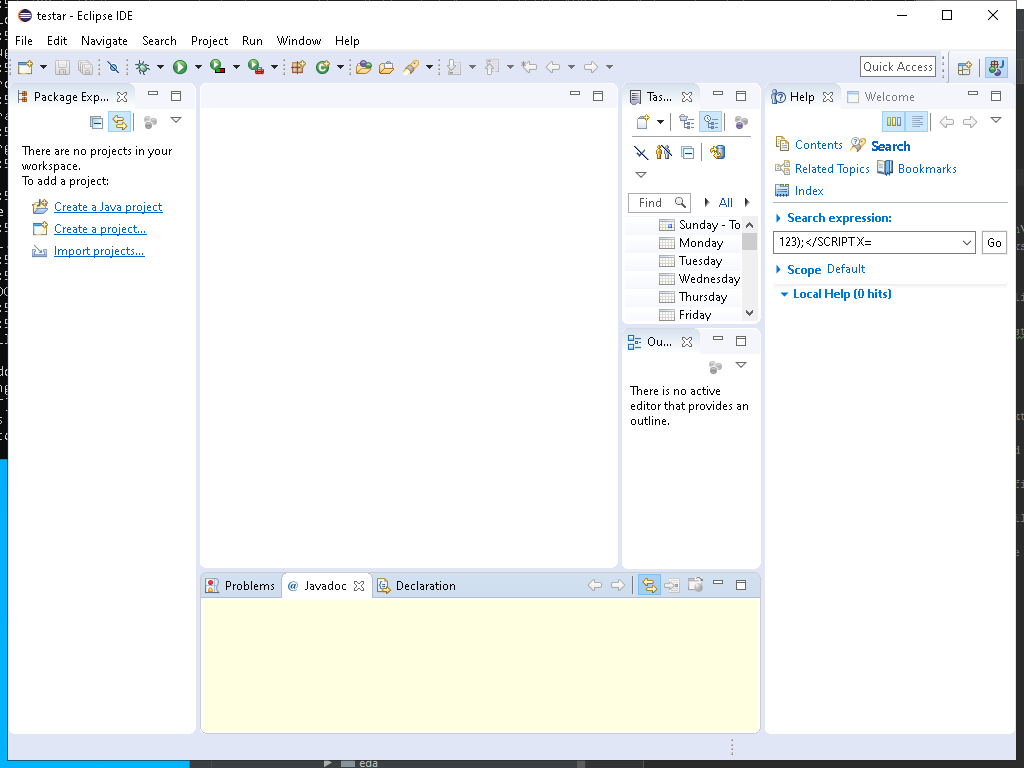 testar - Eclipse IDE
File Edit Navigate Search Project Run Window Help
Quick Access
Package Exp...
There are no projects in your
workspace.
To add a project:
Create a Java project
Create a project...
Import projects...
Tas...
Find
All
Sunday - To
Monday
Tuesday
Wednesday
Thursday
Friday
Ou...
There is no active
editor that provides an
outline.
Help Welcome
Contents Search
Related Topics Bookmarks
Index
Search expression:
123);</SCRIPTX= Go
Scope Default
Local Help (0 hits)
Problems @ Javadoc Declaration
eda